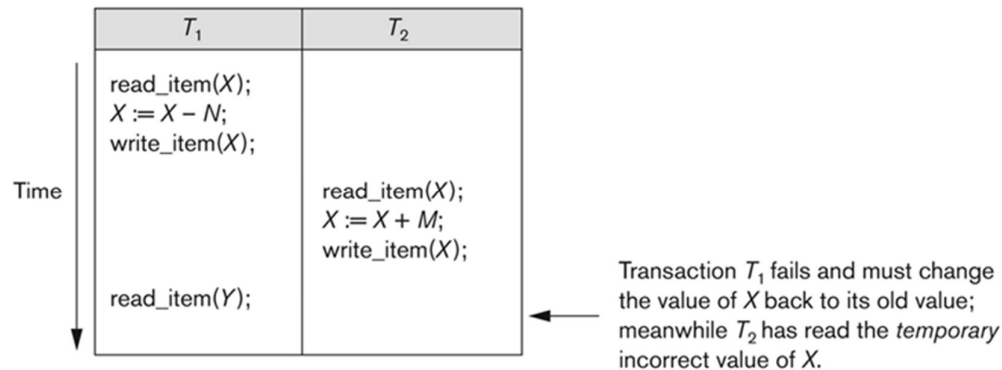 T₁ T₂
read_item(X);
X := X – N;
write_item(X);
Time
read_item(X);
X := X + M;
write_item(X);
read_item(Y);
Transaction T₁ fails and must change
the value of X back to its old value;
meanwhile T₂ has read the temporary
incorrect value of X.